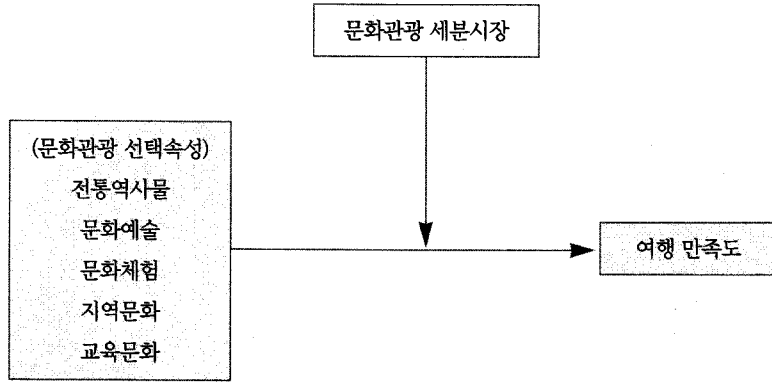 문화관광 세분시장
(문화관광 선택속성)
전통역사물
문화예술
문화체험
지역문화
교육문화
여행 만족도